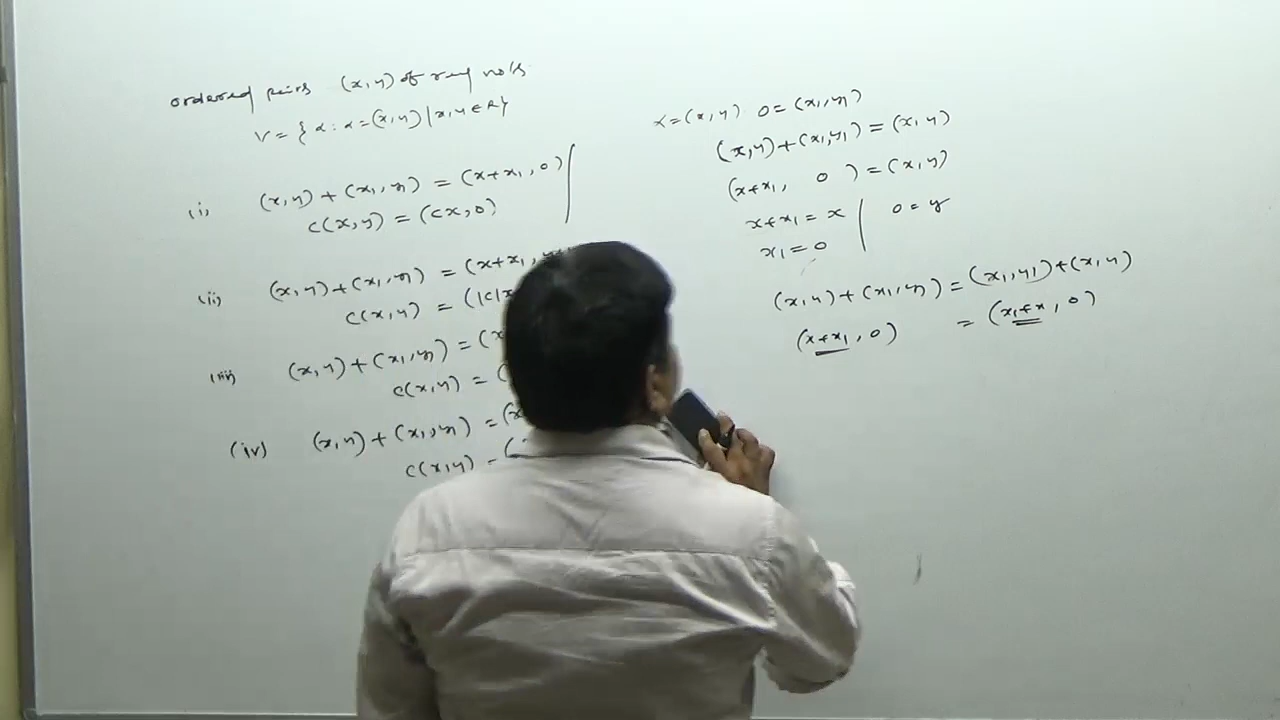 ordered pairs (x,y) of real no's
V = { α : α = (x,y) | x,y ∈ R}
(i) (x,y) + (x₁,y₁) = (x+x₁, 0)
c(x,y) = (cx, 0)
(ii) (x,y) + (x₁,y₁) = (x+x₁, y
c(x,y) = (|c|x
(iii) (x,y) + (x₁,y₁) = (x
c(x,y) = (
(iv) (x,y) + (x₁,y₁) = (x
c(x,y) = (
α = (x,y) 0 = (x₁,y₁)
(x,y) + (x₁,y₁) = (x,y)
(x+x₁, 0) = (x,y)
x+x₁ = x | 0 = y
x₁ = 0
(x,y) + (x₁,y₁) = (x₁,y₁) + (x,y)
(x+x₁, 0) = (x₁+x, 0)